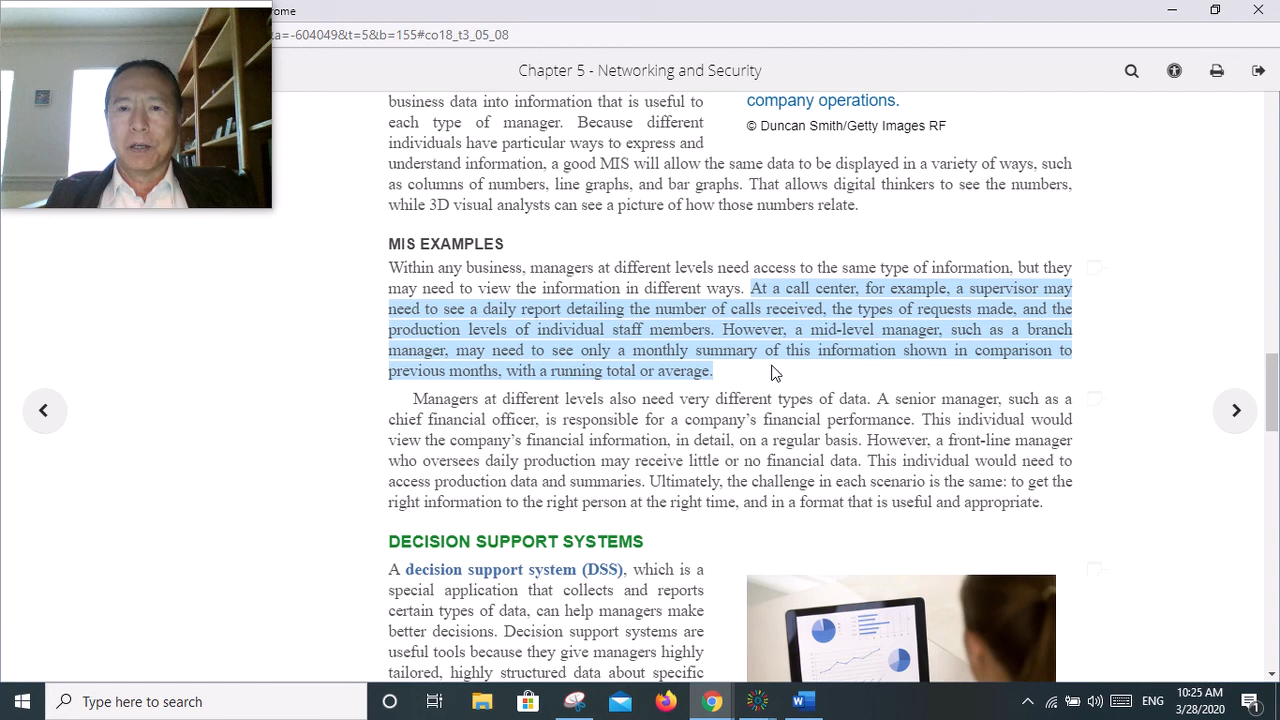 ome
a=-604049&t=5&b=155#co18_t3_05_08
Chapter 5 - Networking and Security
business data into information that is useful to
each type of manager. Because different
individuals have particular ways to express and
understand information, a good MIS will allow the same data to be displayed in a variety of ways, such
as columns of numbers, line graphs, and bar graphs. That allows digital thinkers to see the numbers,
while 3D visual analysts can see a picture of how those numbers relate.
company operations.
© Duncan Smith/Getty Images RF
MIS EXAMPLES
Within any business, managers at different levels need access to the same type of information, but they
may need to view the information in different ways. At a call center, for example, a supervisor may
need to see a daily report detailing the number of calls received, the types of requests made, and the
production levels of individual staff members. However, a mid-level manager, such as a branch
manager, may need to see only a monthly summary of this information shown in comparison to
previous months, with a running total or average.
Managers at different levels also need very different types of data. A senior manager, such as a
chief financial officer, is responsible for a company's financial performance. This individual would
view the company's financial information, in detail, on a regular basis. However, a front-line manager
who oversees daily production may receive little or no financial data. This individual would need to
access production data and summaries. Ultimately, the challenge in each scenario is the same: to get the
right information to the right person at the right time, and in a format that is useful and appropriate.
DECISION SUPPORT SYSTEMS
A decision support system (DSS), which is a
special application that collects and reports
certain types of data, can help managers make
better decisions. Decision support systems are
useful tools because they give managers highly
tailored, highly structured data about specific
Type here to search
ENG
10:25 AM
3/28/2020